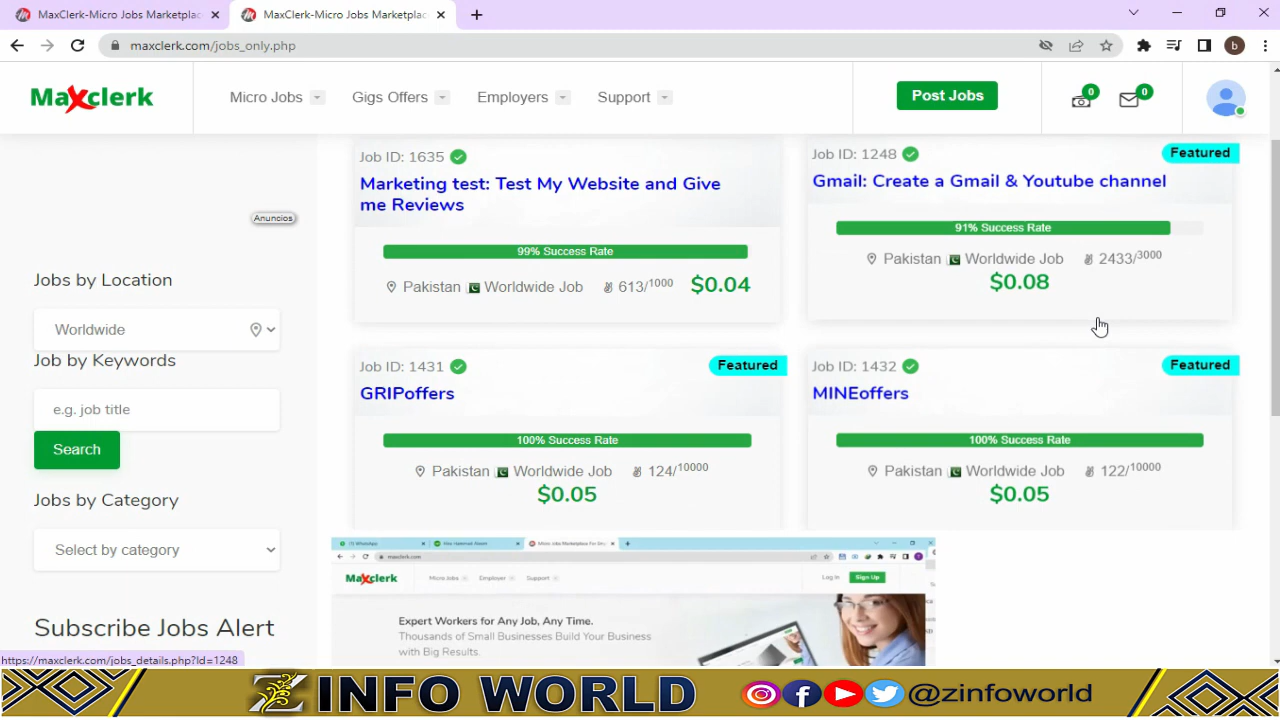 MaxClerk-Micro Jobs Marketplac
MaxClerk-Micro Jobs Marketplac
maxclerk.com/jobs_only.php
b
Maxclerk
Micro Jobs
Gigs Offers
Employers
Support
Post Jobs
0
0
Job ID: 1635
Marketing test: Test My Website and Give
me Reviews
99% Success Rate
Pakistan Worldwide Job 613/1000 $0.04
Job ID: 1248
Featured
Gmail: Create a Gmail & Youtube channel
91% Success Rate
Pakistan Worldwide Job 2433/3000
$0.08
Anuncios
Jobs by Location
Worldwide
Job by Keywords
e.g. job title
Search
Jobs by Category
Select by category
Subscribe Jobs Alert
Job ID: 1431
Featured
GRIPoffers
100% Success Rate
Pakistan Worldwide Job 124/10000
$0.05
Job ID: 1432
Featured
MINEoffers
100% Success Rate
Pakistan Worldwide Job 122/10000
$0.05
maxclerk.com
Maxclerk
Micro Jobs
Employer
Support
Log In
Sign Up
Expert Workers for Any Job, Any Time.
Thousands of Small Businesses Build Your Business
with Big Results.
https://maxclerk.com/jobs_details.php?Id=1248
Z INFO WORLD
@zinfoworld